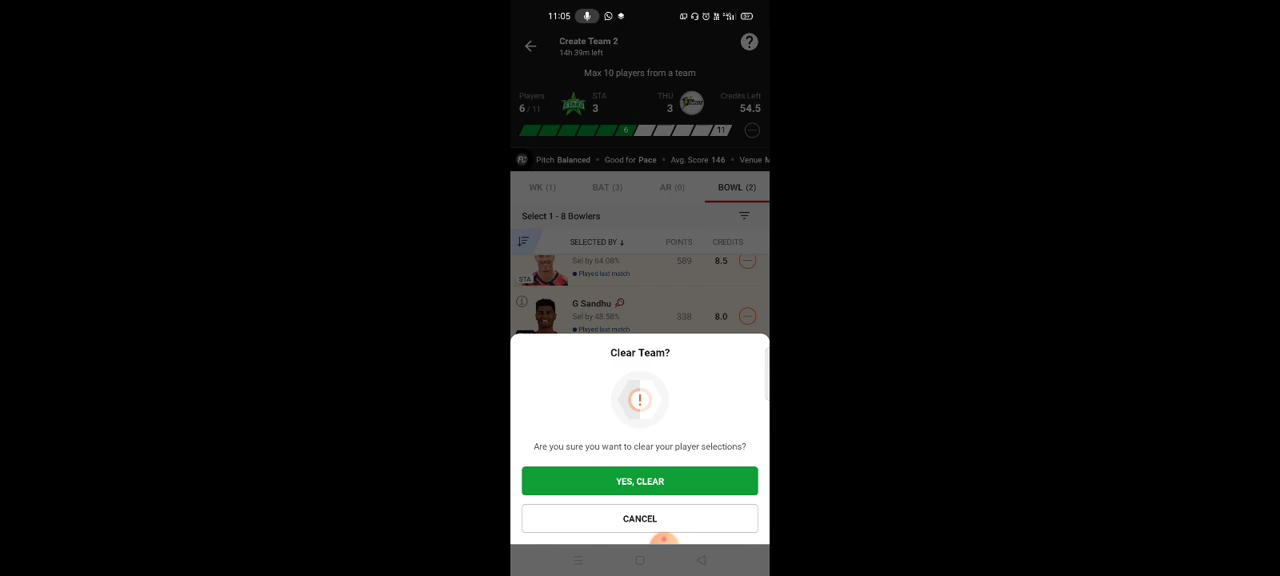 11:05
Create Team 2
14h 39m left
Max 10 players from a team
Players
6 / 11
STA
3
THU
3
Credits Left
54.5
6
11
Pitch Balanced • Good for Pace • Avg. Score 146 • Venue M
WK (1) BAT (3) AR (0) BOWL (2)
Select 1 - 8 Bowlers
SELECTED BY ↓ POINTS CREDITS
Sel by 64.08% 589 8.5
Played last match
STA
G Sandhu
Sel by 48.58% 338 8.0
Played last match
Clear Team?
!
Are you sure you want to clear your player selections?
YES, CLEAR
CANCEL